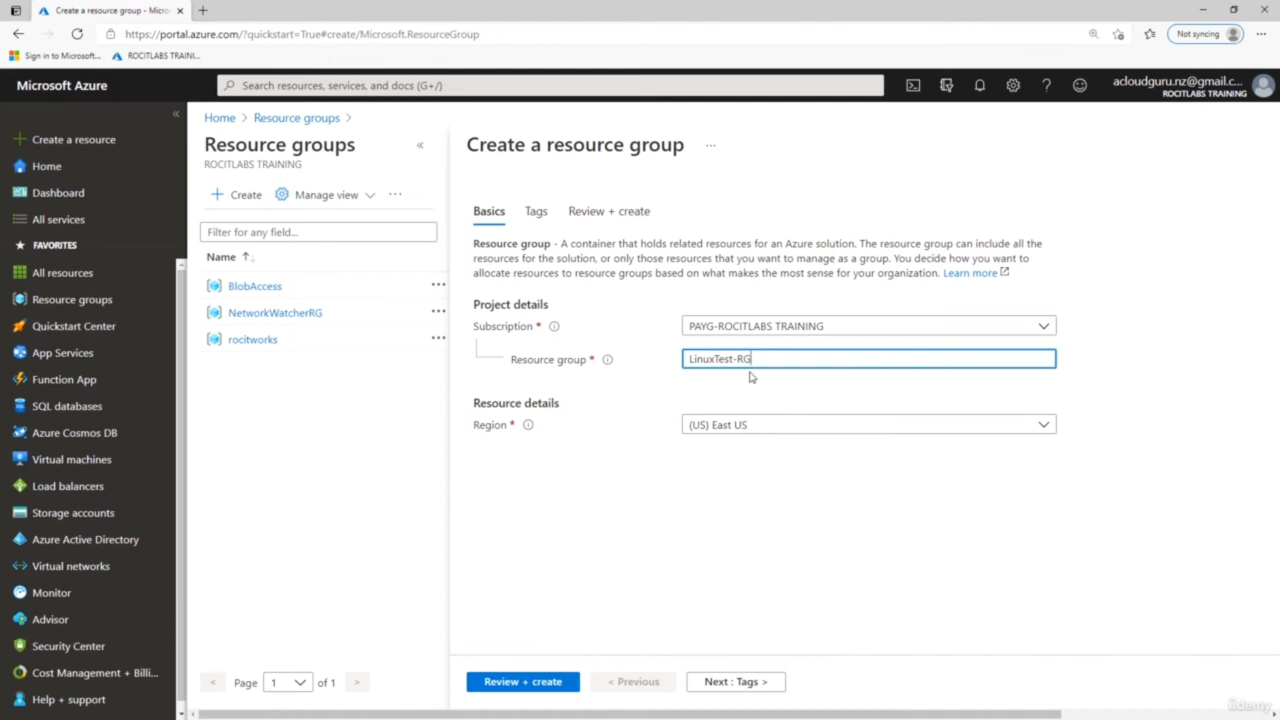 Create a resource group - Micro
https://portal.azure.com/?quickstart=True#create/Microsoft.ResourceGroup
Not syncing
Sign in to Microsoft...
ROCITLABS TRAINI...
Microsoft Azure
Search resources, services, and docs (G+/)
acloudguru.nz@gmail.c...
ROCITLABS TRAINING
Create a resource
Home
Dashboard
All services
FAVORITES
All resources
Resource groups
Quickstart Center
App Services
Function App
SQL databases
Azure Cosmos DB
Virtual machines
Load balancers
Storage accounts
Azure Active Directory
Virtual networks
Monitor
Advisor
Security Center
Cost Management + Billi...
Help + support
Home > Resource groups >
Resource groups
ROCITLABS TRAINING
+ Create
Manage view
Filter for any field...
Name ↑↓
BlobAccess
NetworkWatcherRG
rocitworks
< Page 1 of 1 >
Create a resource group ...
Basics Tags Review + create
Resource group - A container that holds related resources for an Azure solution. The resource group can include all the
resources for the solution, or only those resources that you want to manage as a group. You decide how you want to
allocate resources to resource groups based on what makes the most sense for your organization. Learn more
Project details
Subscription * PAYG-ROCITLABS TRAINING
Resource group * LinuxTest-RG
Resource details
Region * (US) East US
Review + create
< Previous
Next : Tags >
ûdemy